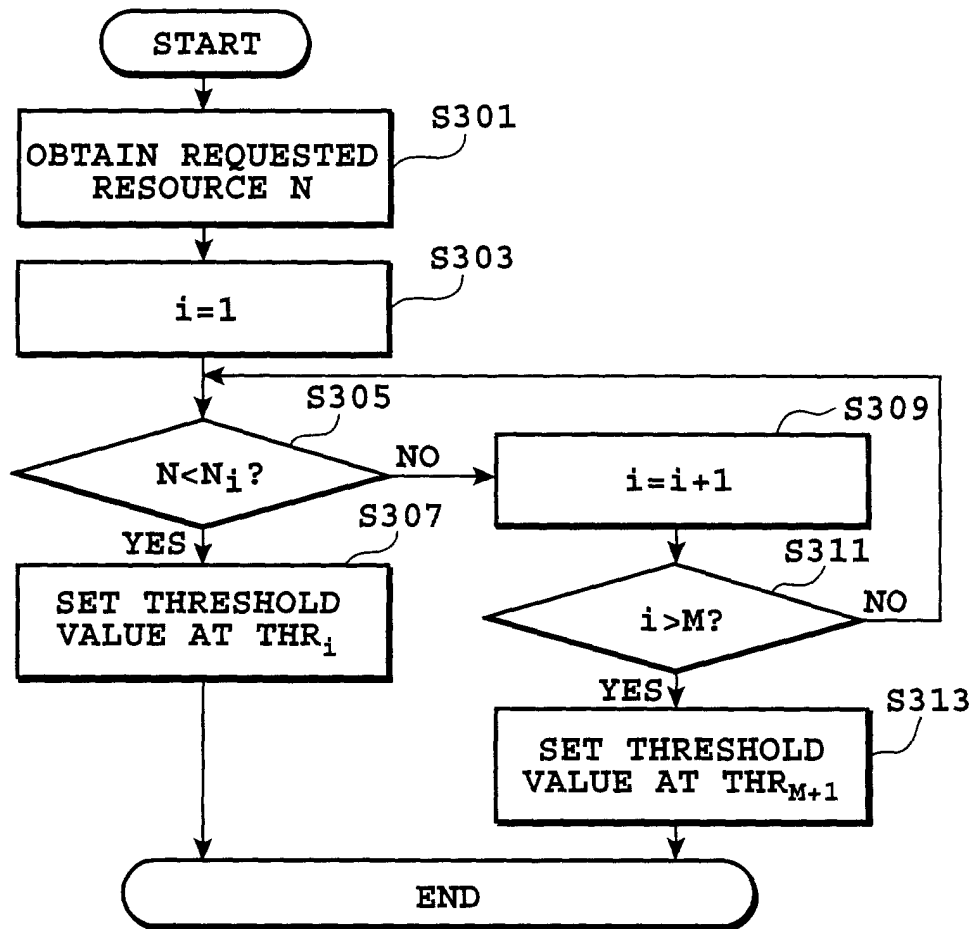 START
S301
OBTAIN REQUESTED
RESOURCE N
S303
i=1
S305
N<Nᵢ?
NO
S309
i=i+1
YES
S307
SET THRESHOLD
VALUE AT THRᵢ
S311
i>M?
NO
YES
S313
SET THRESHOLD
VALUE AT THR_{M+1}
END